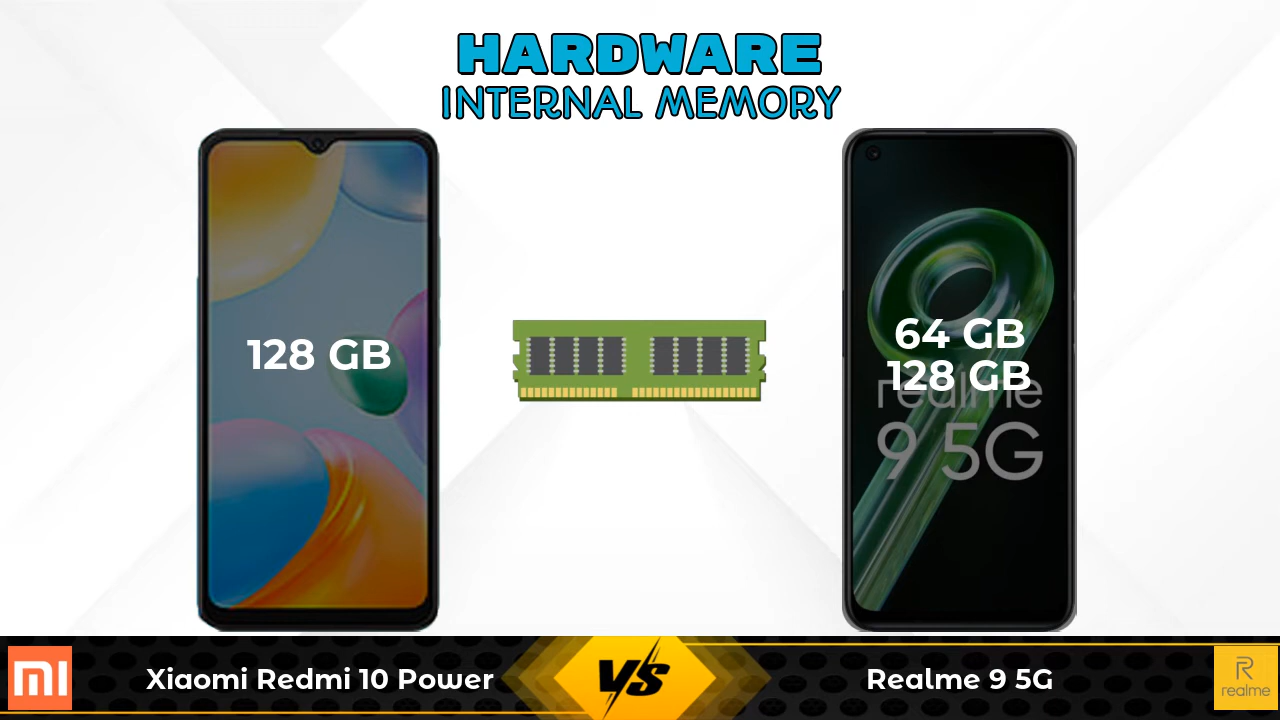 HARDWARE
INTERNAL MEMORY
128 GB
64 GB
128 GB
realme
9 5G
mi
Xiaomi Redmi 10 Power
VS
Realme 9 5G
R
realme